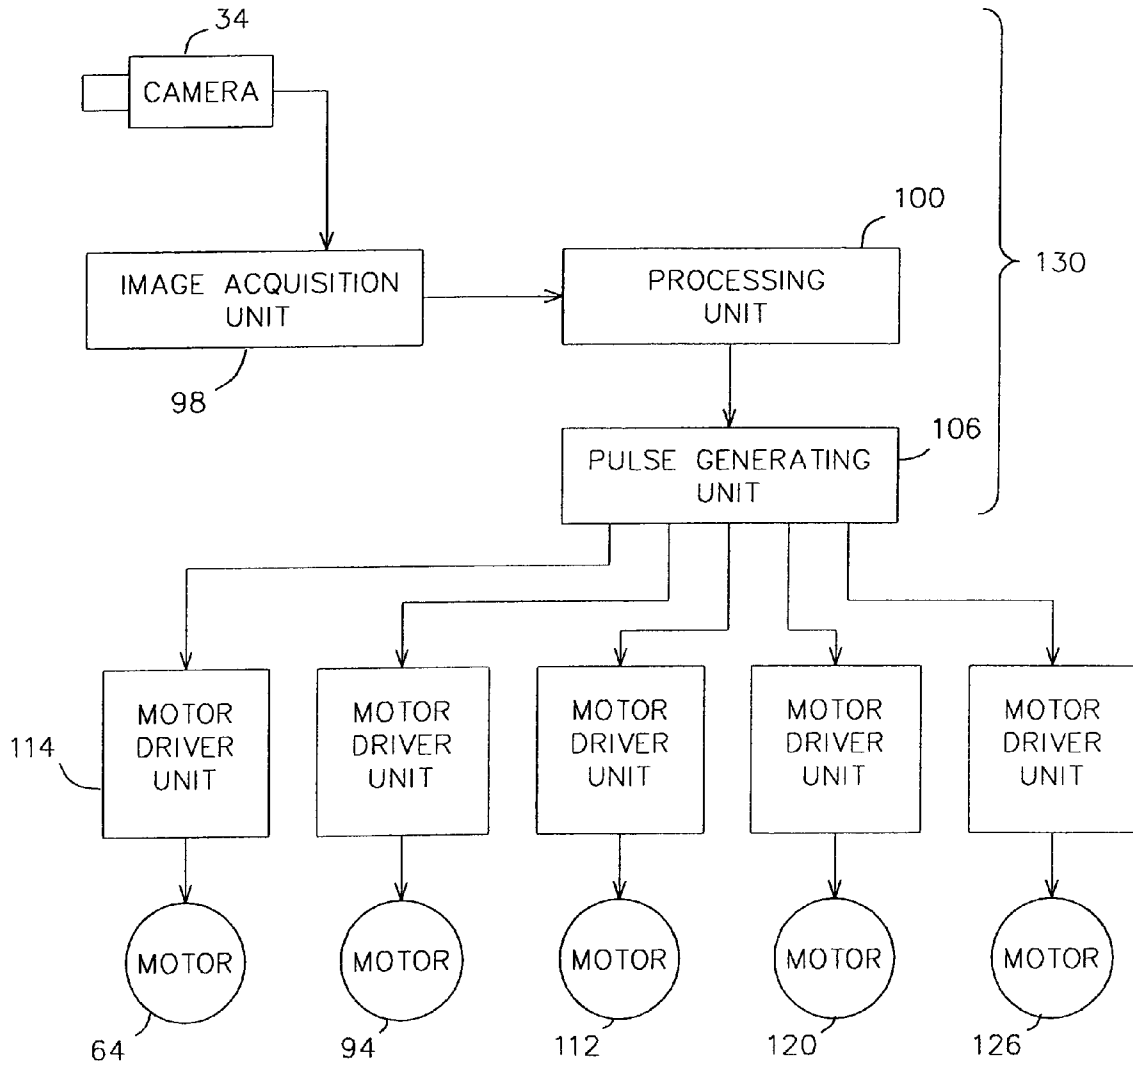 34
CAMERA
100
130
IMAGE ACQUISITION
UNIT
PROCESSING
UNIT
98
106
PULSE GENERATING
UNIT
114
MOTOR
DRIVER
UNIT
MOTOR
DRIVER
UNIT
MOTOR
DRIVER
UNIT
MOTOR
DRIVER
UNIT
MOTOR
DRIVER
UNIT
MOTOR
MOTOR
MOTOR
MOTOR
MOTOR
64
94
112
120
126